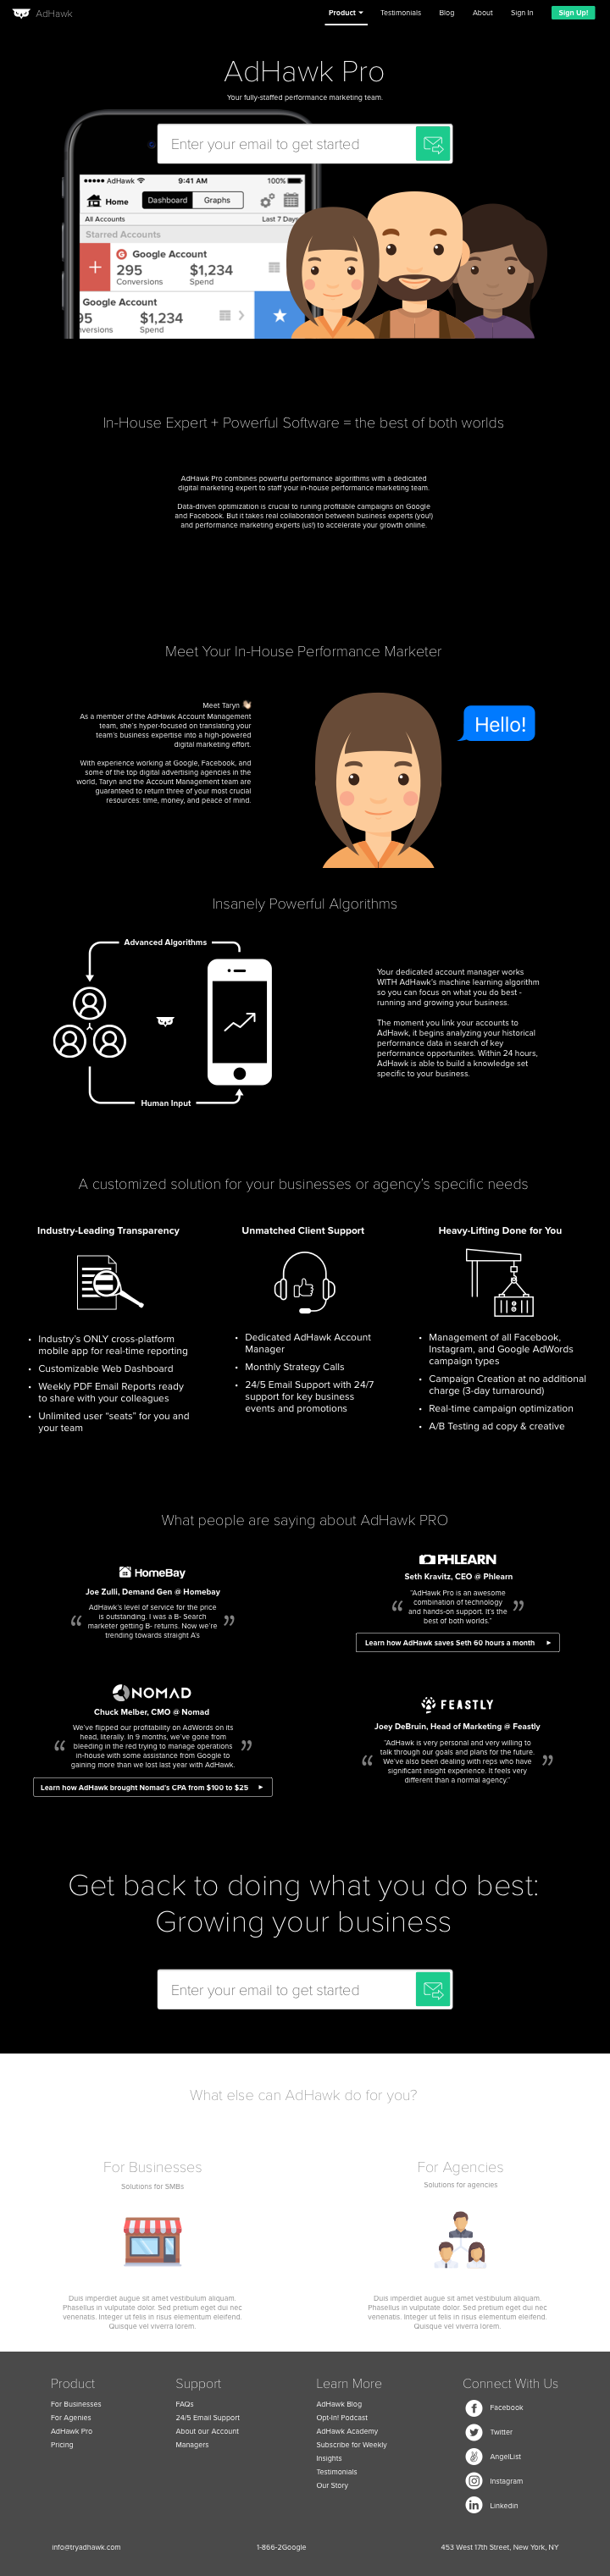 AdHawk
Product
Testimonials
Blog
About
Sign In
Sign Up!
AdHawk Pro
Your fully-staffed performance marketing team.
Enter your email to get started
AdHawk
9:41 AM
100%
Home
Dashboard
Graphs
All Accounts
Last 7 Days
Starred Accounts
G Google Account
295
Conversions
$1,234
Spend
Google Account
95
versions
$1,234
Spend
In-House Expert + Powerful Software = the best of both worlds
AdHawk Pro combines powerful performance algorithms with a dedicated
digital marketing expert to staff your in-house performance marketing team.
Data-driven optimization is crucial to runing profitable campaigns on Google
and Facebook. But it takes real collaboration between business experts (you!)
and performance marketing experts (us!) to accelerate your growth online.
Meet Your In-House Performance Marketer
Meet Taryn
As a member of the AdHawk Account Management
team, she's hyper-focused on translating your
team's business expertise into a high-powered
digital marketing effort.
With experience working at Google, Facebook, and
some of the top digital advertising agencies in the
world, Taryn and the Account Management team are
guaranteed to return three of your most crucial
resources: time, money, and peace of mind.
Hello!
Insanely Powerful Algorithms
Advanced Algorithms
Human Input
Your dedicated account manager works
WITH AdHawk's machine learning algorithm
so you can focus on what you do best -
running and growing your business.
The moment you link your accounts to
AdHawk, it begins analyzing your historical
performance data in search of key
performance opportunites. Within 24 hours,
AdHawk is able to build a knowledge set
specific to your business.
A customized solution for your businesses or agency's specific needs
Industry-Leading Transparency
• Industry's ONLY cross-platform
mobile app for real-time reporting
• Customizable Web Dashboard
• Weekly PDF Email Reports ready
to share with your colleagues
• Unlimited user "seats" for you and
your team
Unmatched Client Support
• Dedicated AdHawk Account
Manager
• Monthly Strategy Calls
• 24/5 Email Support with 24/7
support for key business
events and promotions
Heavy-Lifting Done for You
• Management of all Facebook,
Instagram, and Google AdWords
campaign types
• Campaign Creation at no additional
charge (3-day turnaround)
• Real-time campaign optimization
• A/B Testing ad copy & creative
What people are saying about AdHawk PRO
HomeBay
Joe Zulli, Demand Gen @ Homebay
“ AdHawk's level of service for the price
is outstanding. I was a B- Search
marketer getting B- returns. Now we're
trending towards straight A's ”
PHLEARN
Seth Kravitz, CEO @ Phlearn
“ "AdHawk Pro is an awesome
combination of technology
and hands-on support. It's the
best of both worlds." ”
Learn how AdHawk saves Seth 60 hours a month
NOMAD
Chuck Melber, CMO @ Nomad
“ We've flipped our profitability on AdWords on its
head, literally. In 9 months, we've gone from
bleeding in the red trying to manage operations
in-house with some assistance from Google to
gaining more than we lost last year with AdHawk. ”
Learn how AdHawk brought Nomad's CPA from $100 to $25
FEASTLY
Joey DeBruin, Head of Marketing @ Feastly
“ "AdHawk is very personal and very willing to
talk through our goals and plans for the future.
We've also been dealing with reps who have
significant insight experience. It feels very
different than a normal agency." ”
Get back to doing what you do best:
Growing your business
Enter your email to get started
What else can AdHawk do for you?
For Businesses
Solutions for SMBs
Duis imperdiet augue sit amet vestibulum aliquam.
Phasellus in vulputate dolor. Sed pretium eget dui nec
venenatis. Integer ut felis in risus elementum eleifend.
Quisque vel viverra lorem.
For Agencies
Solutions for agencies
Duis imperdiet augue sit amet vestibulum aliquam.
Phasellus in vulputate dolor. Sed pretium eget dui nec
venenatis. Integer ut felis in risus elementum eleifend.
Quisque vel viverra lorem.
Product
For Businesses
For Agenies
AdHawk Pro
Pricing
Support
FAQs
24/5 Email Support
About our Account
Managers
Learn More
AdHawk Blog
Opt-In! Podcast
AdHawk Academy
Subscribe for Weekly
Insights
Testimonials
Our Story
Connect With Us
Facebook
Twitter
AngelList
Instagram
Linkedin
info@tryadhawk.com
1-866-2Google
453 West 17th Street, New York, NY